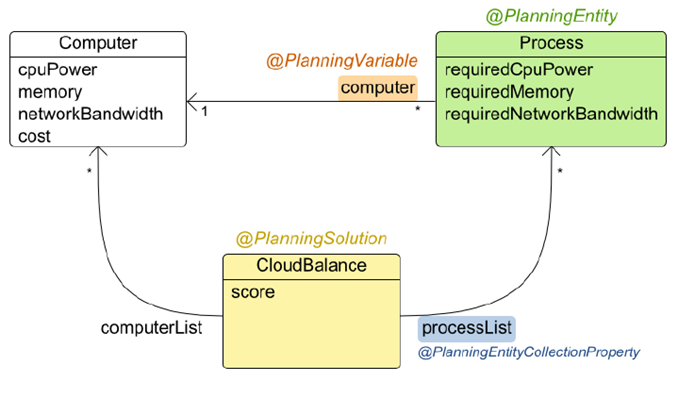 @PlanningEntity
Computer
Process
@PlanningVariable
cpuPower
memory
networkBandwidth
cost
computer
requiredCpuPower
requiredMemory
requiredNetworkBandwidth
1
*
*
*
@PlanningSolution
CloudBalance
score
computerList
processList
@PlanningEntityCollectionProperty